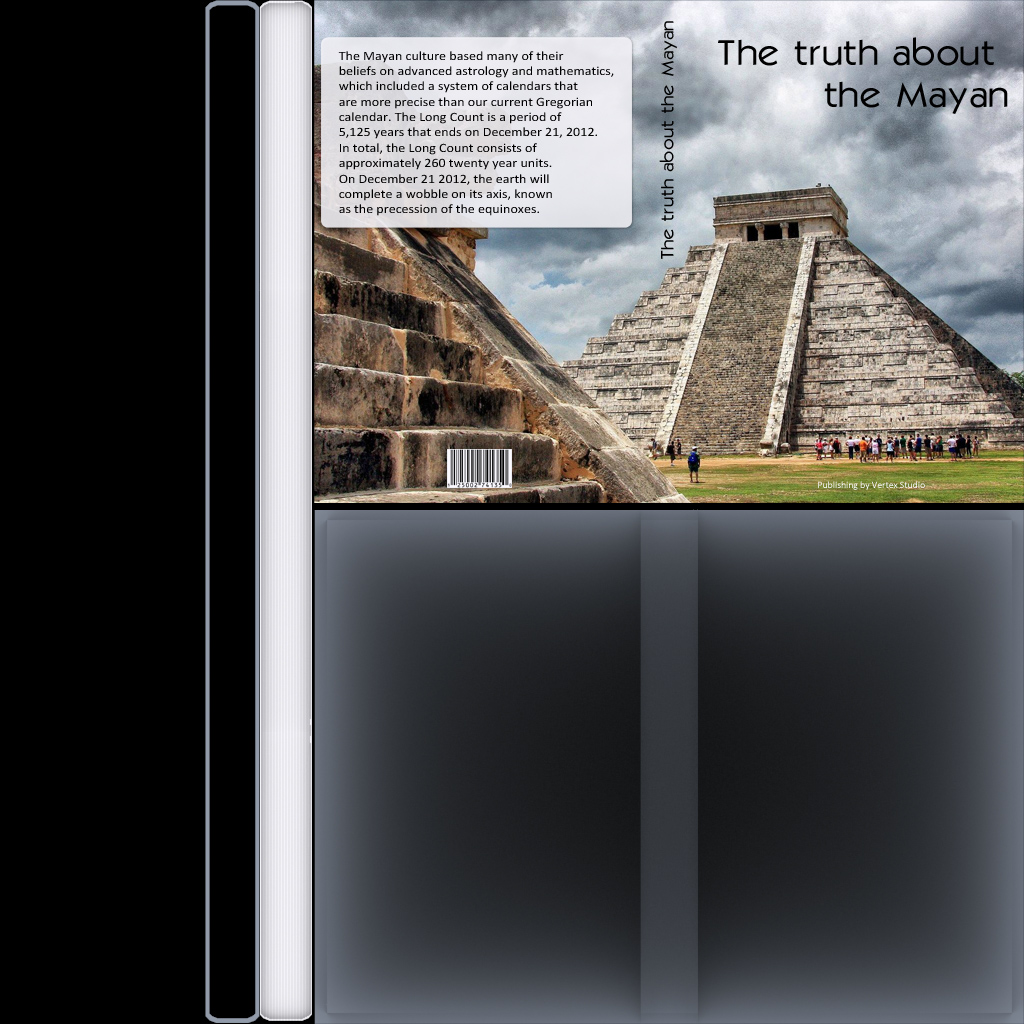 The Mayan culture based many of their
beliefs on advanced astrology and mathematics,
which included a system of calendars that
are more precise than our current Gregorian
calendar. The Long Count is a period of
5,125 years that ends on December 21, 2012.
In total, the Long Count consists of
approximately 260 twenty year units.
On December 21 2012, the earth will
complete a wobble on its axis, known
as the precession of the equinoxes.
The truth about the Mayan
The truth about
the Mayan
Publishing by Vertex Studio